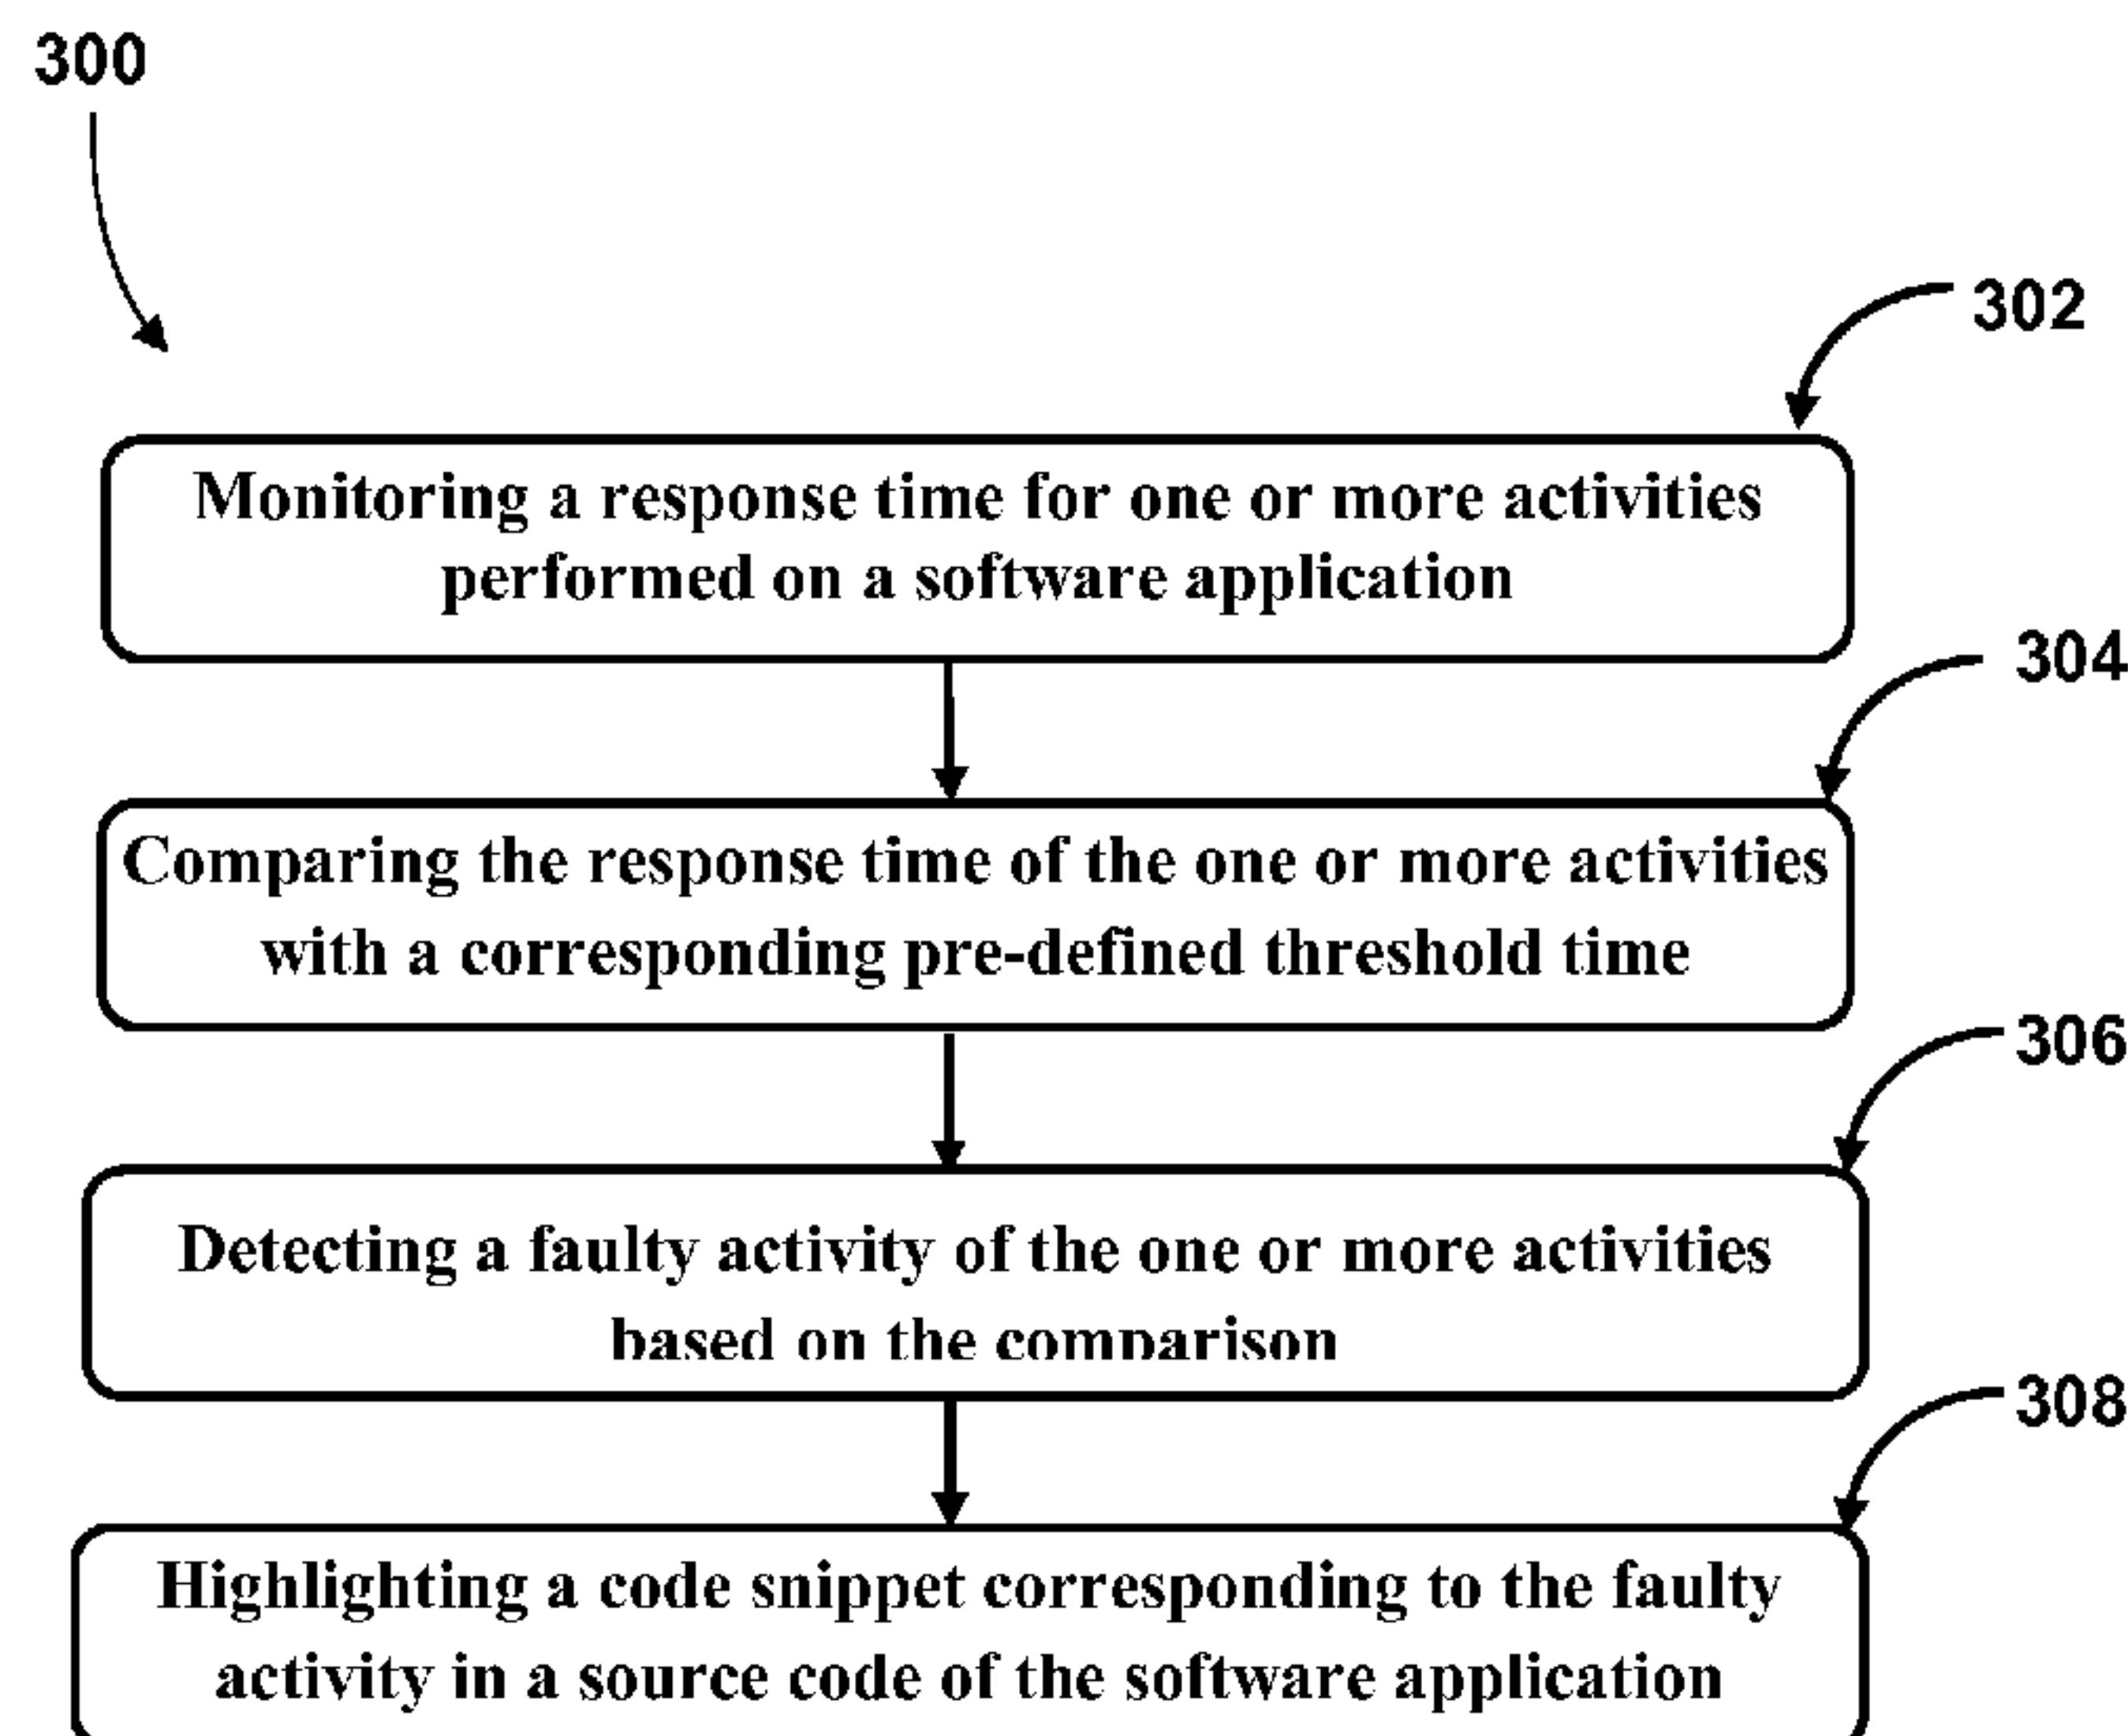 300
302
Monitoring a response time for one or more activities
performed on a software application
304
Comparing the response time of the one or more activities
with a corresponding pre-defined threshold time
306
Detecting a faulty activity of the one or more activities
based on the comparison
308
Highlighting a code snippet corresponding to the faulty
activity in a source code of the software application